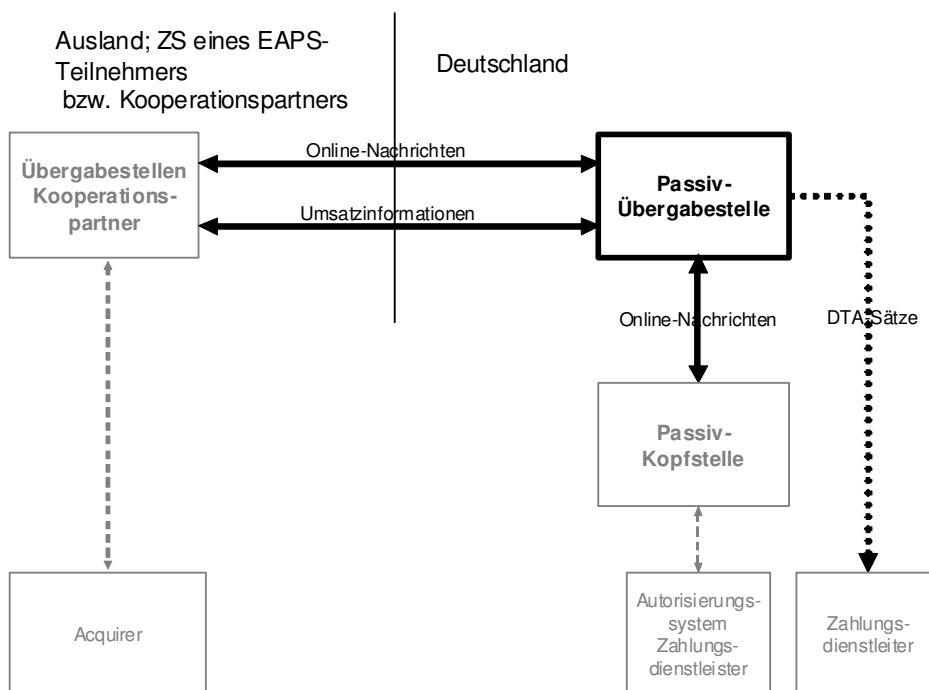 Ausland; ZS eines EAPS-
Teilnehmers
bzw. Kooperationspartners
Deutschland
Übergabestellen
Kooperations-
partner
Online-Nachrichten
Umsatzinformationen
Passiv-
Übergabestelle
Online-Nachrichten
DTA-Sätze
Passiv-
Kopfstelle
Acquirer
Autorisierungs-
system
Zahlungs-
dienstleister
Zahlungs-
dienstleiter